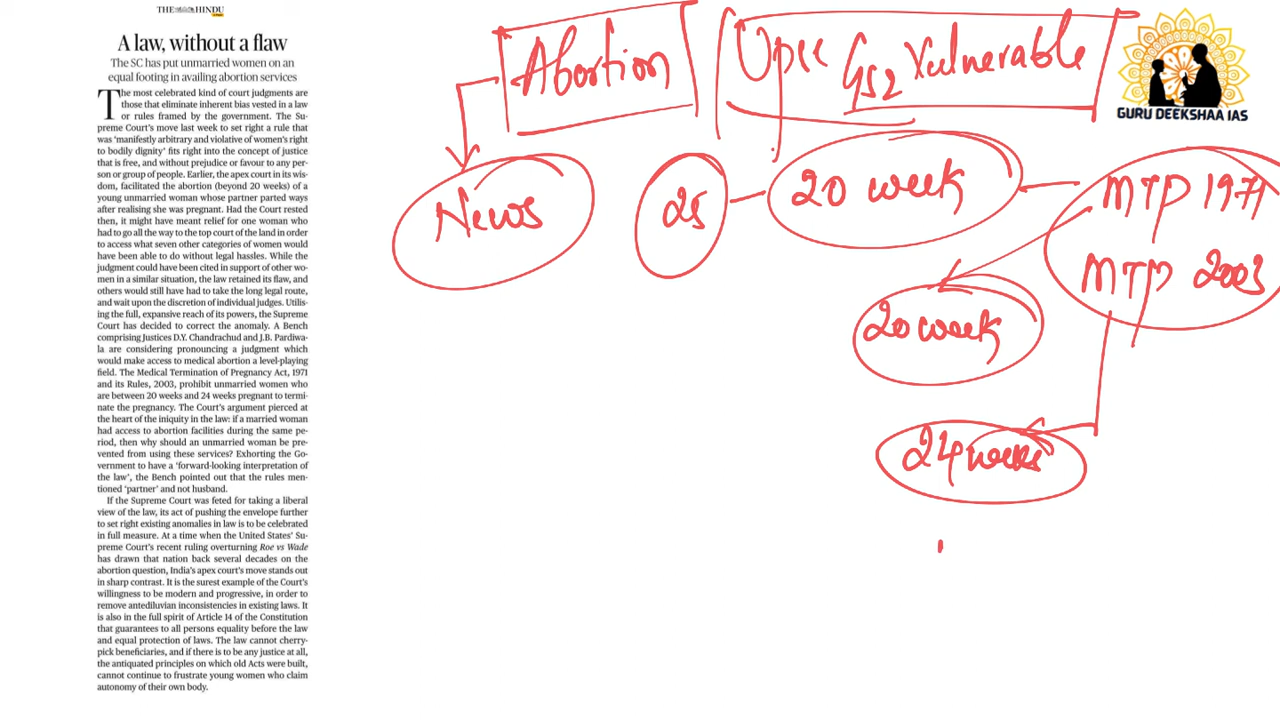 THE HINDU
A law, without a flaw
The SC has put unmarried women on an
equal footing in availing abortion services
The most celebrated kind of court judgments are
those that eliminate inherent bias vested in a law
or rules framed by the government. The Su-
preme Court's move last week to set right a rule that
was 'manifestly arbitrary and violative of women's right
to bodily dignity' fits right into the concept of justice
that is free, and without prejudice or favour to any per-
son or group of people. Earlier, the apex court in its wis-
dom, facilitated the abortion (beyond 20 weeks) of a
young unmarried woman whose partner parted ways
after realising she was pregnant. Had the Court rested
then, it might have meant relief for one woman who
had to go all the way to the top court of the land in order
to access what seven other categories of women would
have been able to do without legal hassles. While the
judgment could have been cited in support of other wo-
men in a similar situation, the law retained its flaw, and
others would still have had to take the long legal route,
and wait upon the discretion of individual judges. Utilis-
ing the full, expansive reach of its powers, the Supreme
Court has decided to correct the anomaly. A Bench
comprising Justices D.Y. Chandrachud and J.B. Pardiwa-
la are considering pronouncing a judgment which
would make access to medical abortion a level-playing
field. The Medical Termination of Pregnancy Act, 1971
and its Rules, 2003, prohibit unmarried women who
are between 20 weeks and 24 weeks pregnant to termi-
nate the pregnancy. The Court's argument pierced at
the heart of the iniquity in the law: if a married woman
had access to abortion facilities during the same pe-
riod, then why should an unmarried woman be pre-
vented from using these services? Exhorting the Go-
vernment to have a 'forward-looking interpretation of
the law', the Bench pointed out that the rules men-
tioned 'partner' and not husband.
If the Supreme Court was feted for taking a liberal
view of the law, its act of pushing the envelope further
to set right existing anomalies in law is to be celebrated
in full measure. At a time when the United States' Su-
preme Court's recent ruling overturning Roe vs Wade
has drawn that nation back several decades on the
abortion question, India's apex court's move stands out
in sharp contrast. It is the surest example of the Court's
willingness to be modern and progressive, in order to
remove antediluvian inconsistencies in existing laws. It
is also in the full spirit of Article 14 of the Constitution
that guarantees to all persons equality before the law
and equal protection of laws. The law cannot cherry-
pick beneficiaries, and if there is to be any justice at all,
the antiquated principles on which old Acts were built,
cannot continue to frustrate young women who claim
autonomy of their own body.
Abortion
Upsc GS2 Vulnerable
GURU DEEKSHAA IAS
News
25
20 week
MTP 1971
MTP 2003
20 week
24 weeks